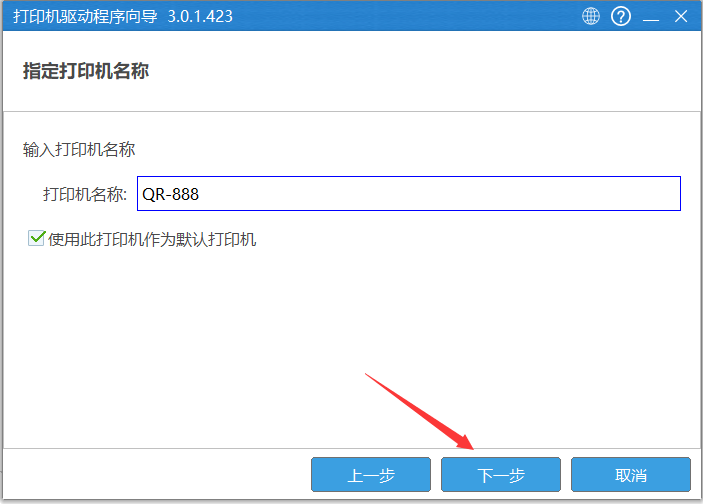 打印机驱动程序向导 3.0.1.423
指定打印机名称
输入打印机名称
打印机名称: QR-888
使用此打印机作为默认打印机
上一步 下一步 取消